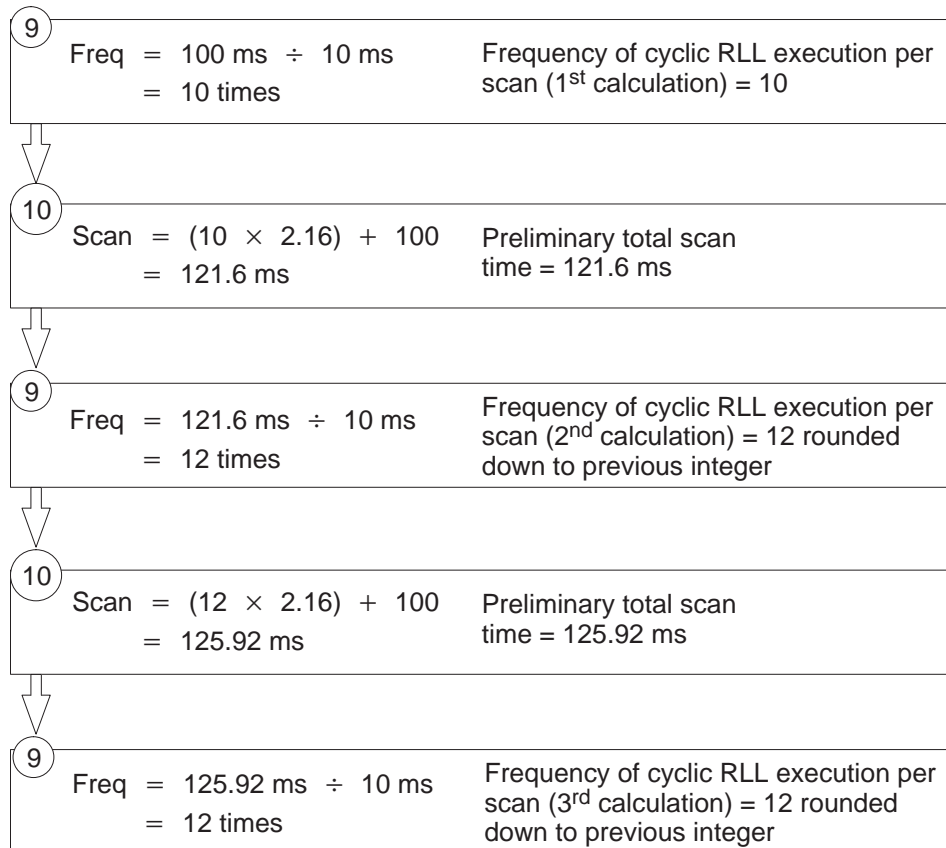 9
Freq = 100 ms ÷ 10 ms
= 10 times
Frequency of cyclic RLL execution per
scan (1st calculation) = 10
10
Scan = (10 × 2.16) + 100
= 121.6 ms
Preliminary total scan
time = 121.6 ms
9
Freq = 121.6 ms ÷ 10 ms
= 12 times
Frequency of cyclic RLL execution per
scan (2nd calculation) = 12 rounded
down to previous integer
10
Scan = (12 × 2.16) + 100
= 125.92 ms
Preliminary total scan
time = 125.92 ms
9
Freq = 125.92 ms ÷ 10 ms
= 12 times
Frequency of cyclic RLL execution per
scan (3rd calculation) = 12 rounded
down to previous integer